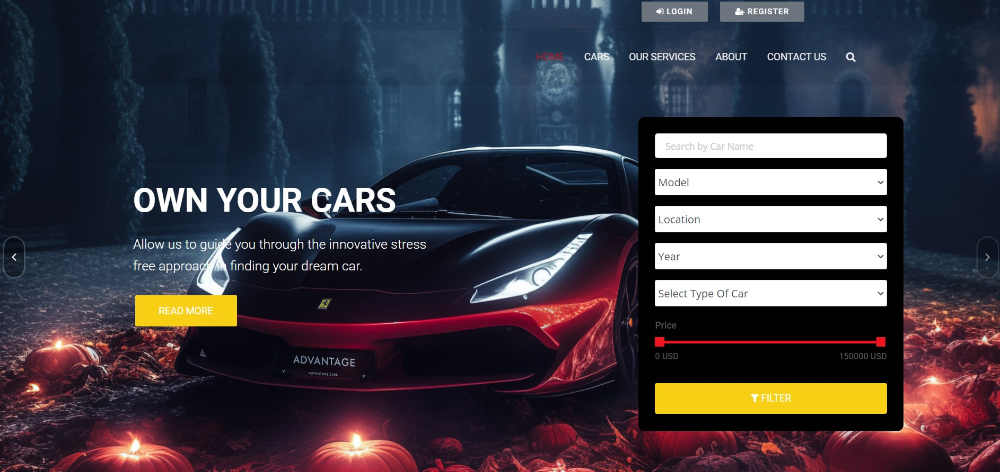 LOGIN
REGISTER
HOME
CARS
OUR SERVICES
ABOUT
CONTACT US
Search by Car Name
Model
Location
Year
Select Type Of Car
Price
0 USD
150000 USD
FILTER
OWN YOUR CARS
Allow us to guide you through the innovative stress
free approach in finding your dream car.
READ MORE
ADVANTAGE
ADVANTAGE CARS